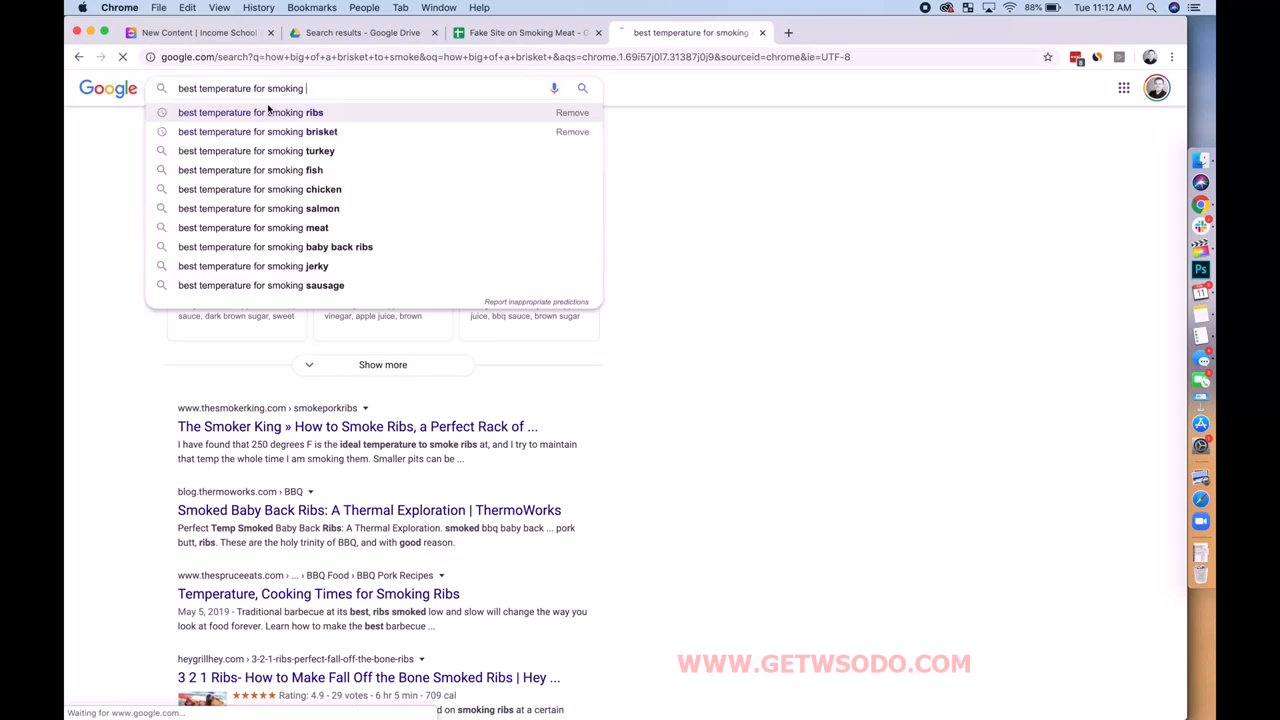 Chrome File Edit View History Bookmarks People Tab Window Help 88% Tue 11:12 AM
New Content | Income School
Search results - Google Drive
Fake Site on Smoking Meat - G
best temperature for smoking
google.com/search?q=how+big+of+a+brisket+to+smoke&oq=how+big+of+a+brisket+&aqs=chrome.1.69i57j0l7.31387j0j9&sourceid=chrome&ie=UTF-8
Google
best temperature for smoking
best temperature for smoking ribs Remove
best temperature for smoking brisket Remove
best temperature for smoking turkey
best temperature for smoking fish
best temperature for smoking chicken
best temperature for smoking salmon
best temperature for smoking meat
best temperature for smoking baby back ribs
best temperature for smoking jerky
best temperature for smoking sausage
Report inappropriate predictions
sauce, dark brown sugar, sweet
vinegar, apple juice, brown
juice, bbq sauce, brown sugar
Show more
www.thesmokerking.com › smokeporkribs
The Smoker King » How to Smoke Ribs, a Perfect Rack of ...
I have found that 250 degrees F is the ideal temperature to smoke ribs at, and I try to maintain
that temp the whole time I am smoking them. Smaller pits can be ...
blog.thermoworks.com › BBQ
Smoked Baby Back Ribs: A Thermal Exploration | ThermoWorks
Perfect Temp Smoked Baby Back Ribs: A Thermal Exploration. smoked bbq baby back ... pork
butt, ribs. These are the holy trinity of BBQ, and with good reason.
www.thespruceeats.com › ... › BBQ Food › BBQ Pork Recipes
Temperature, Cooking Times for Smoking Ribs
May 5, 2019 - Traditional barbecue at its best, ribs smoked low and slow will change the way you
look at food forever. Learn how to make the best barbecue ...
heygrillhey.com › 3-2-1-ribs-perfect-fall-off-the-bone-ribs
3 2 1 Ribs- How to Make Fall Off the Bone Smoked Ribs | Hey ...
Rating: 4.9 - 29 votes - 6 hr 5 min - 709 cal
d on smoking ribs at a certain
Waiting for www.google.com...
WWW.GETWSODO.COM